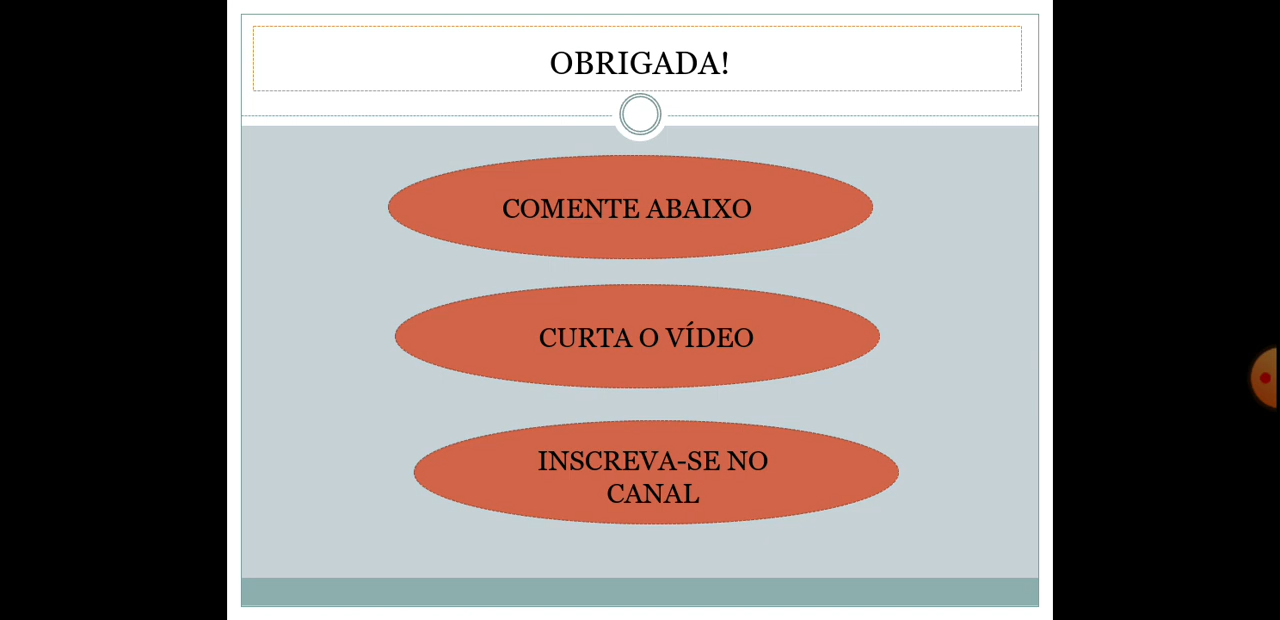 OBRIGADA!
COMENTE ABAIXO
CURTA O VÍDEO
INSCREVA-SE NO
CANAL